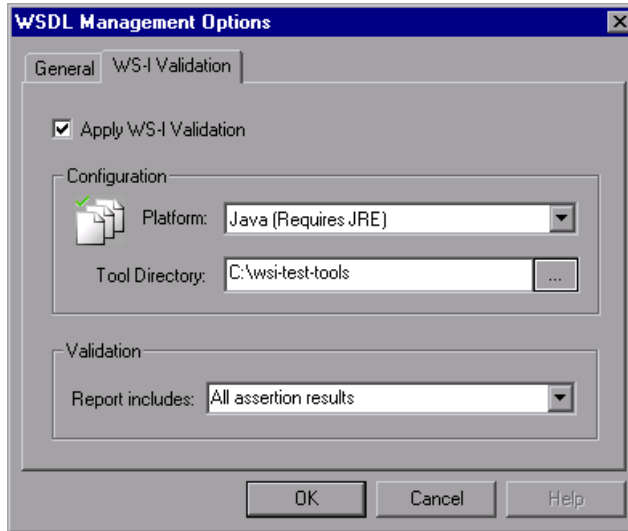 WSDL Management Options
General WS-I Validation
Apply WS-I Validation
Configuration
Platform: Java (Requires JRE)
Tool Directory: C:\wsi-test-tools ...
Validation
Report includes: All assertion results
OK Cancel Help